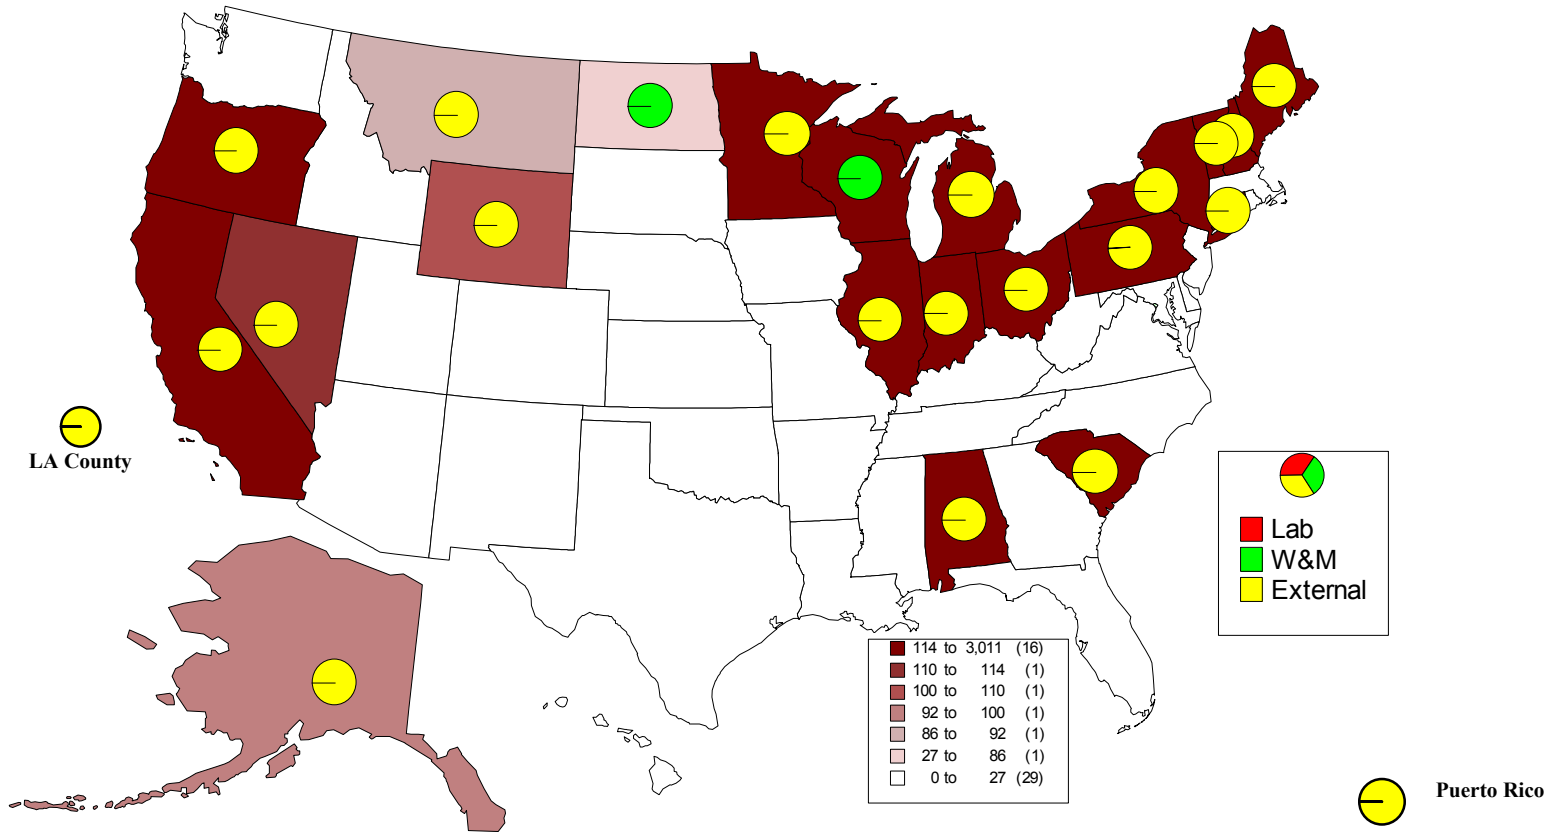 LA County
Lab
W&M
External
114 to 3,011 (16)
110 to 114 (1)
100 to 110 (1)
92 to 100 (1)
86 to 92 (1)
27 to 86 (1)
0 to 27 (29)
Puerto Rico